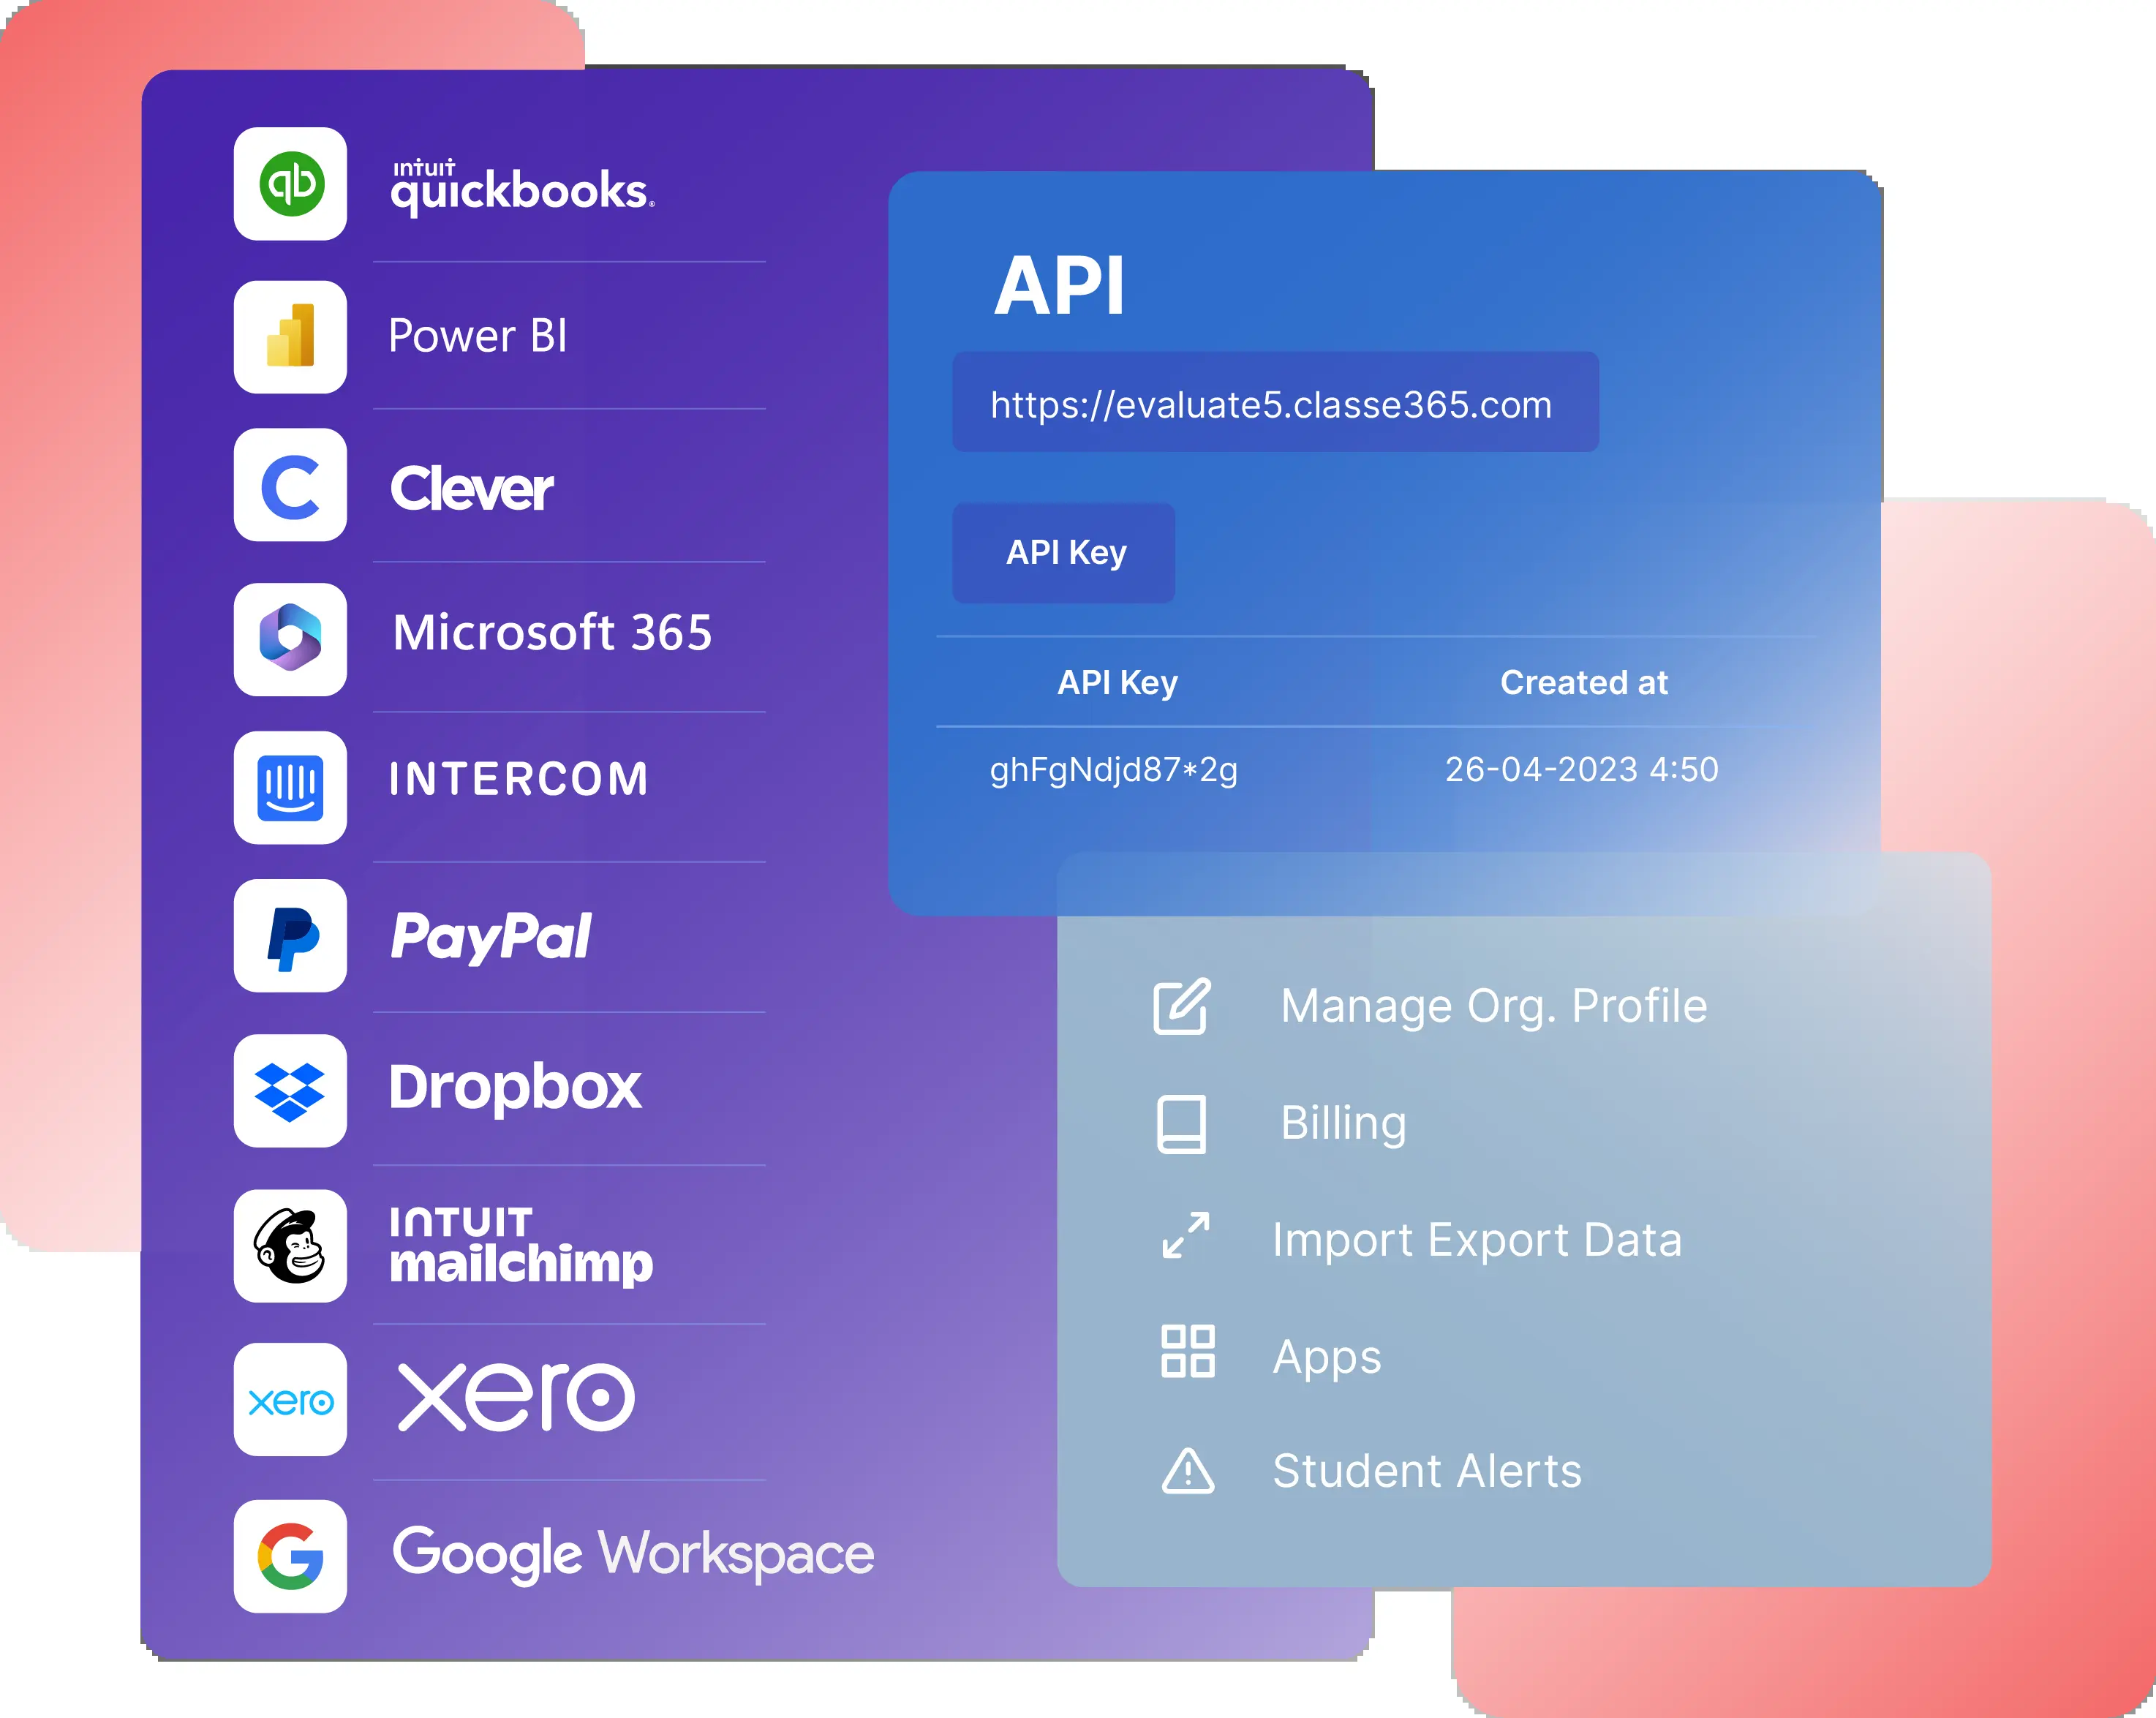 INTUIT
quickbooks®
Power BI
Clever
Microsoft 365
INTERCOM
PayPal
Dropbox
INTUIT
mailchimp
xero
xero
Google Workspace
API
https://evaluate5.classe365.com
API Key
API Key Created at
ghFgNdjd87*2g 26-04-2023 4:50
Manage Org. Profile
Billing
Import Export Data
Apps
Student Alerts